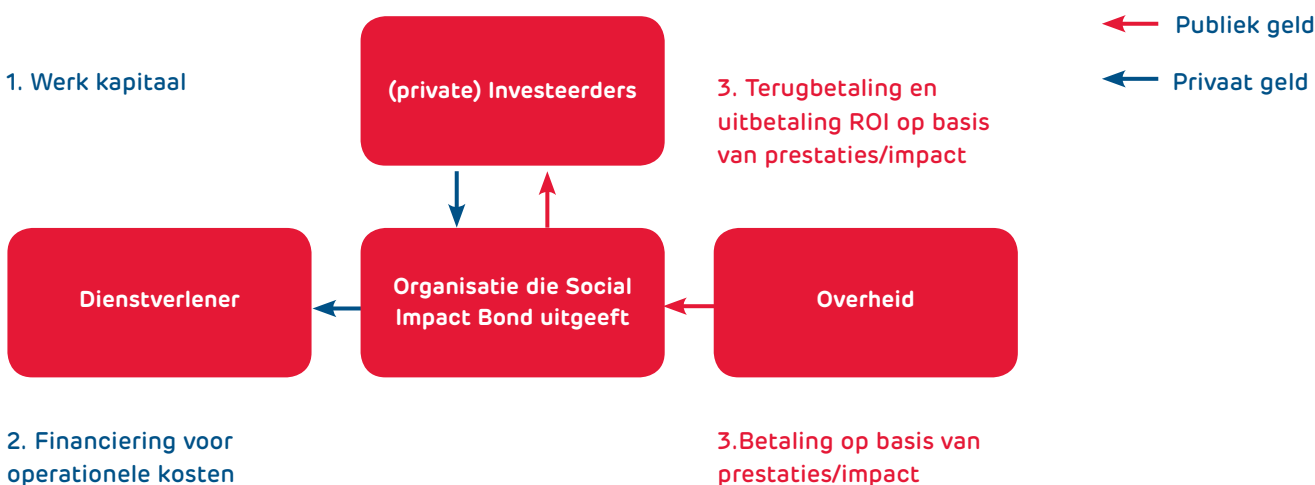 Publiek geld
Privaat geld
1. Werk kapitaal
(private) Investeerders
3. Terugbetaling en
uitbetaling ROI op basis
van prestaties/impact
Dienstverlener
Organisatie die Social
Impact Bond uitgeeft
Overheid
2. Financiering voor
operationele kosten
3.Betaling op basis van
prestaties/impact